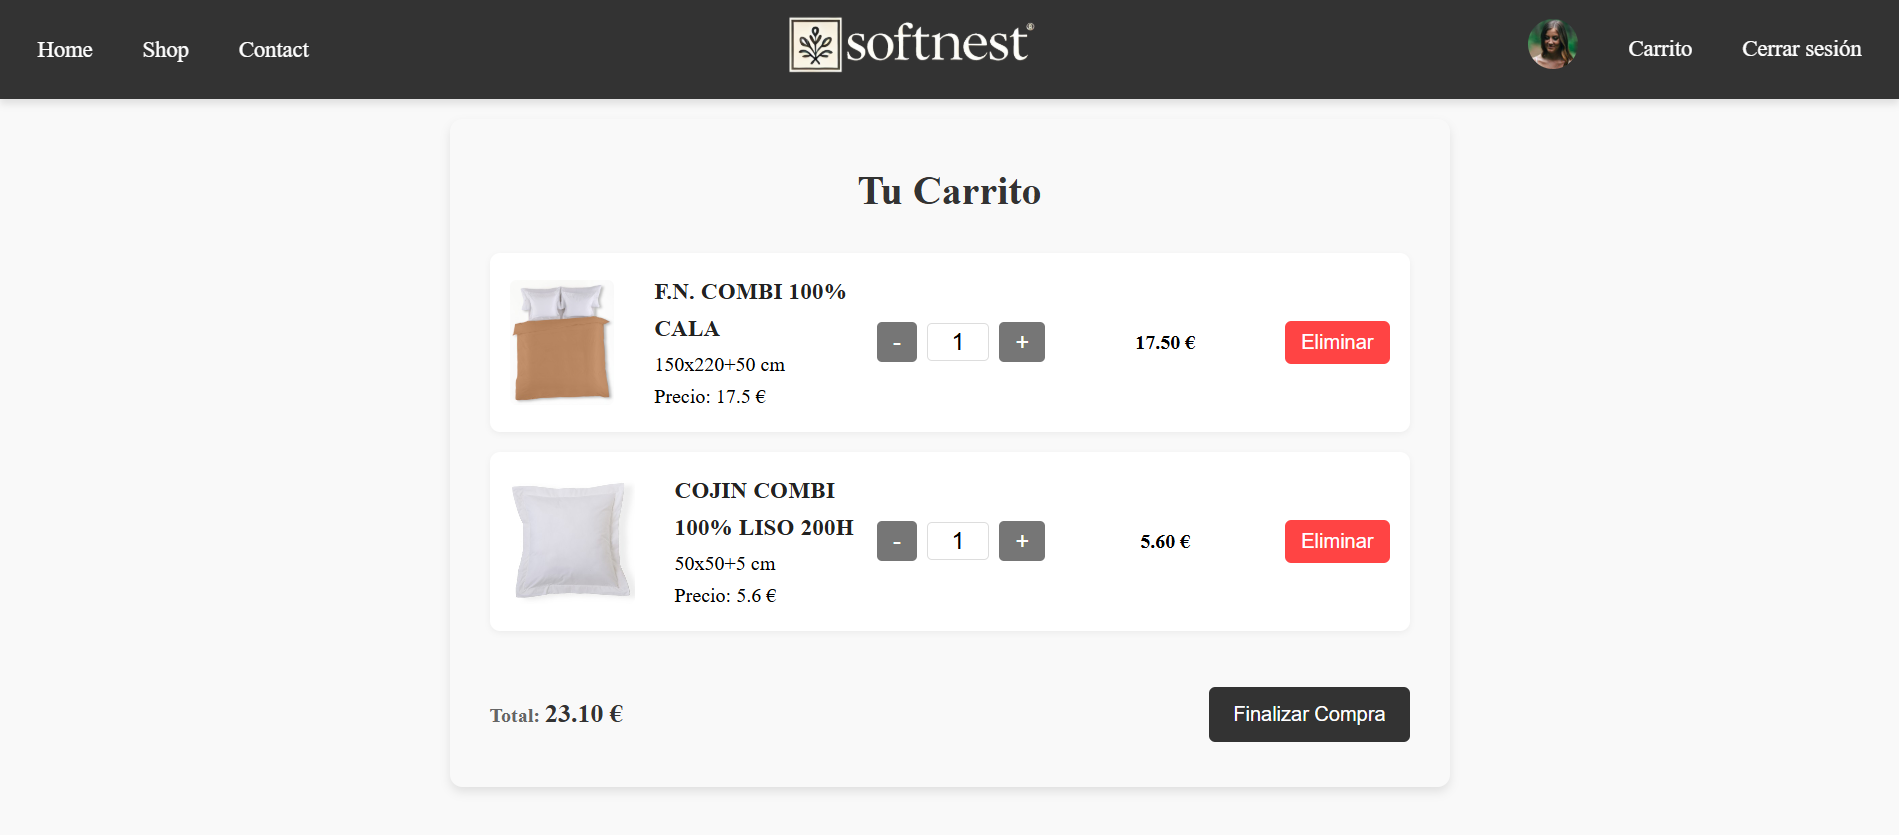 Home Shop Contact softnest® Carrito Cerrar sesión
Tu Carrito
F.N. COMBI 100%
CALA
150x220+50 cm
Precio: 17.5 €
- 1 + 17.50 € Eliminar
COJIN COMBI
100% LISO 200H
50x50+5 cm
Precio: 5.6 €
- 1 + 5.60 € Eliminar
Total: 23.10 € Finalizar Compra